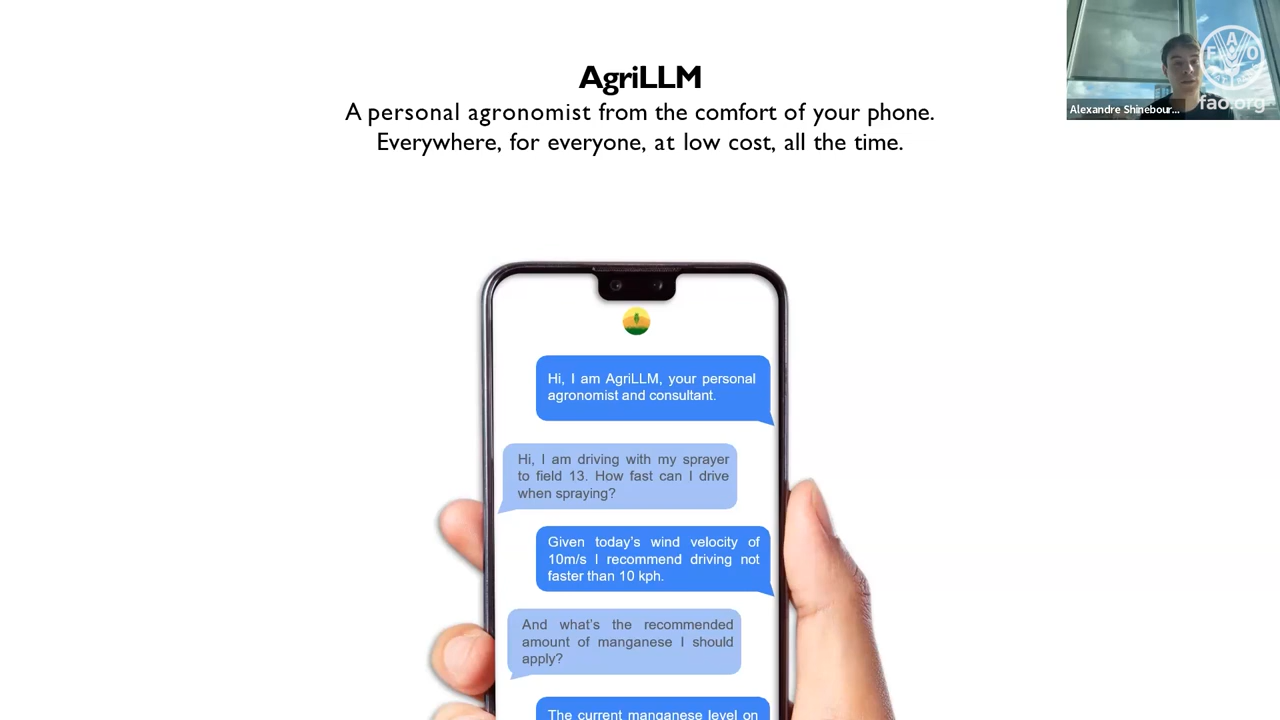 AgriLLM
A personal agronomist from the comfort of your phone.
Everywhere, for everyone, at low cost, all the time.
Alexandre Shinebour...
FAO
fao.org
Hi, I am AgriLLM, your personal
agronomist and consultant.
Hi, I am driving with my sprayer
to field 13. How fast can I drive
when spraying?
Given today's wind velocity of
10m/s I recommend driving not
faster than 10 kph.
And what's the recommended
amount of manganese I should
apply?
The current manganese level on